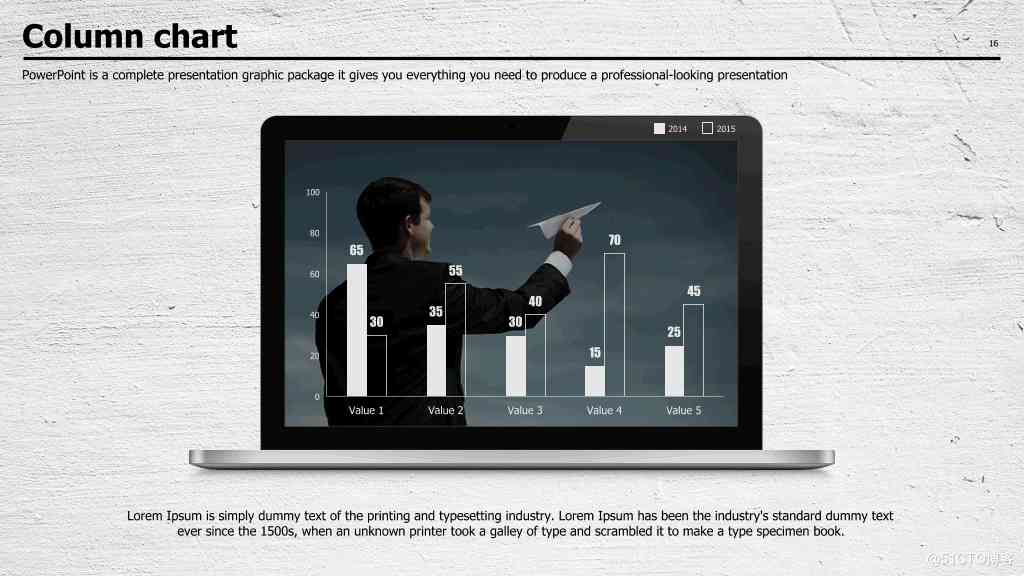 Column chart
16
PowerPoint is a complete presentation graphic package it gives you everything you need to produce a professional-looking presentation
2014 2015
100
80
60
40
20
0
65 30
35 55
30 40
15 70
25 45
Value 1 Value 2 Value 3 Value 4 Value 5
Lorem Ipsum is simply dummy text of the printing and typesetting industry. Lorem Ipsum has been the industry's standard dummy text
ever since the 1500s, when an unknown printer took a galley of type and scrambled it to make a type specimen book.
@51CTO博客